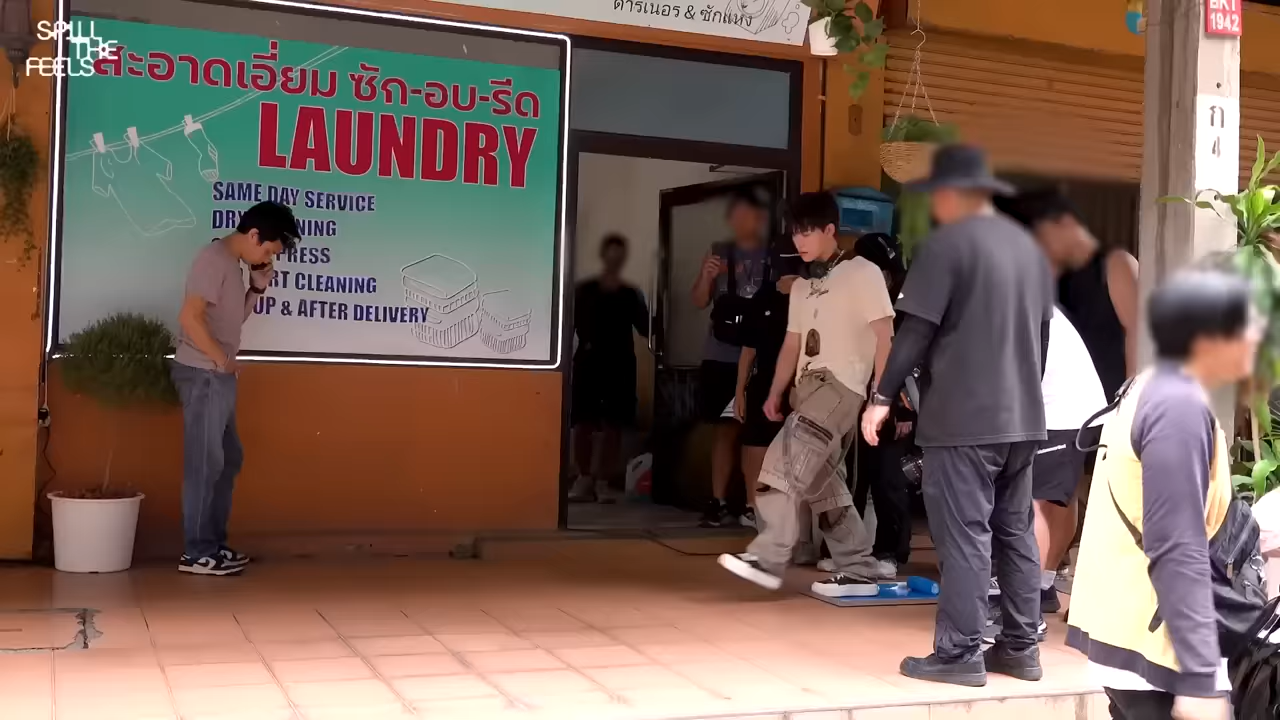 SPILL
THE
FEELS
สะอาดเอี่ยม ซัก-อบ-รีด
LAUNDRY
SAME DAY SERVICE
DRY
NING
PRESS
RT CLEANING
UP & AFTER DELIVERY
ดาร์เนอร์ & ซักแห้ง
BKT
1942
ก
4